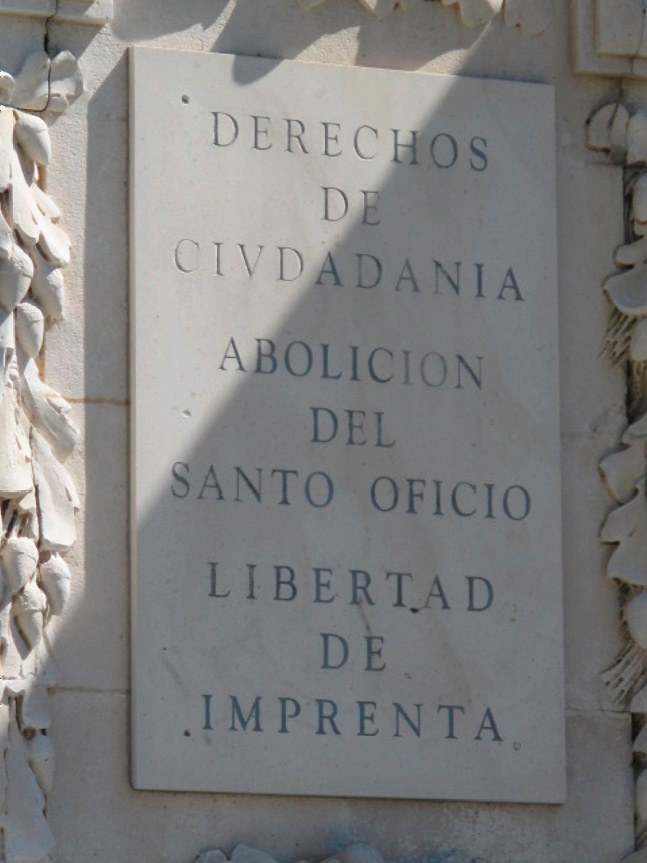 DERECHOS
DE
CIVDADANIA
ABOLICION
DEL
SANTO OFICIO
LIBERTAD
DE
IMPRENTA